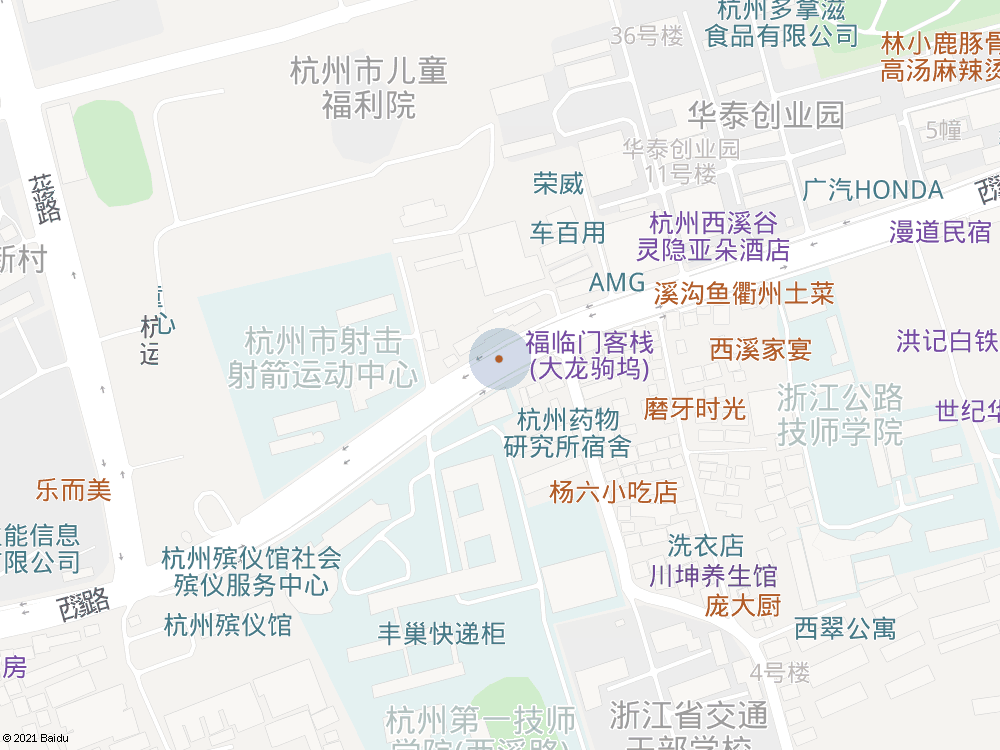 杭州多拿滋
食品有限公司
36号楼
林小鹿豚骨
高汤麻辣烫
杭州市儿童
福利院
华泰创业园
5幢
华泰创业园
11号楼
荣威
广汽HONDA
花坞路
西溪
杭州西溪谷
灵隐亚朵酒店
车百用
漫道民宿
新村
AMG
溪沟鱼衢州土菜
杭运
童心
杭州市射击
射箭运动中心
福临门客栈
(大龙驹坞)
西溪家宴
洪记白铁
浙江公路
技师学院
磨牙时光
世纪华
杭州药物
研究所宿舍
乐而美
杨六小吃店
能信息
有限公司
洗衣店
杭州殡仪馆社会
殡仪服务中心
川坤养生馆
庞大厨
西溪路
杭州殡仪馆
丰巢快递柜
西翠公寓
房
4号楼
杭州第一技师
学院(西溪路)
浙江省交通
干部学校
© 2021 Baidu